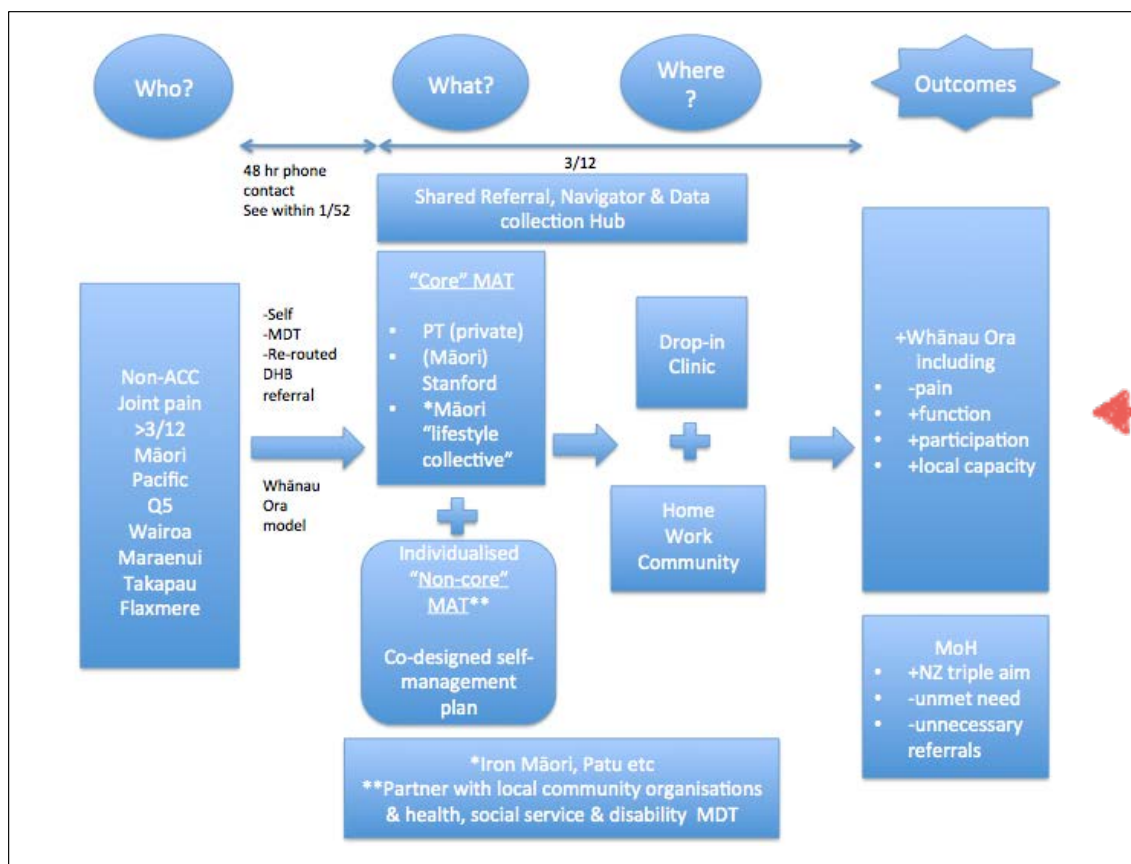 Who?
What?
Where
?
Outcomes
48 hr phone
contact
See within 1/52
3/12
Shared Referral, Navigator & Data
collection Hub
Non-ACC
Joint pain
>3/12
Māori
Pacific
Q5
Wairoa
Maraenui
Takapau
Flaxmere
-Self
-MDT
-Re-routed
DHB
referral
Whānau
Ora
model
“Core” MAT
• PT (private)
• (Māori)
Stanford
• *Māori
“lifestyle
collective”
Individualised
“Non-core”
MAT**
Co-designed self-
management
plan
Drop-in
Clinic
Home
Work
Community
+Whānau Ora
including
• -pain
• +function
• +participation
• +local capacity
MoH
• +NZ triple aim
• -unmet need
• -unnecessary
referrals
*Iron Māori, Patu etc
**Partner with local community organisations
& health, social service & disability MDT